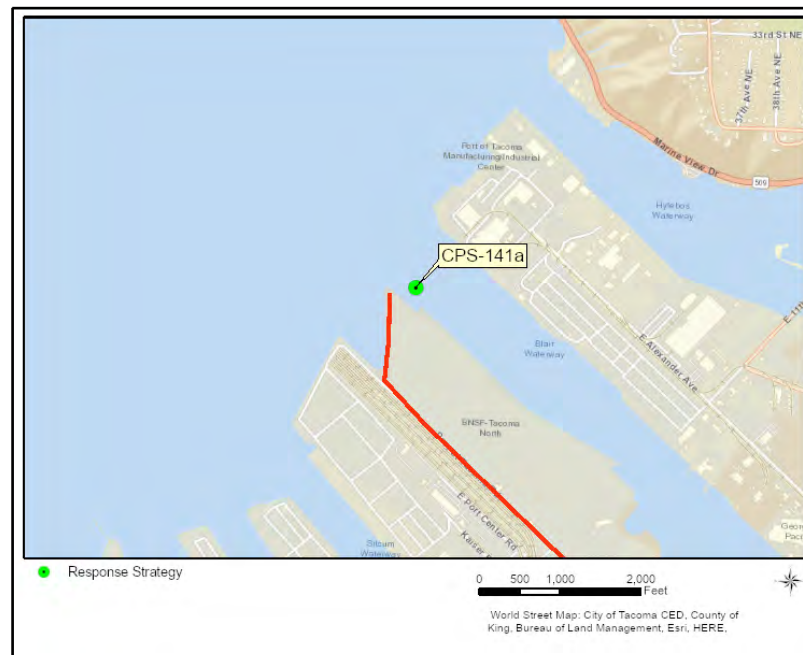 33rd St NE
37th Ave NE
38th Ave NE
Port of Tacoma
Manufacturing/Industrial
Center
Marine View Dr
509
Hylebos
Waterway
CPS-141a
E 11th
Blair
Waterway
E Alexander Ave
BNSF-Tacoma
North
E Port Center Rd
Sitcum
Waterway
Response Strategy
0 500 1,000 2,000
Feet
World Street Map: City of Tacoma CED, County of
King, Bureau of Land Management, Esri, HERE,